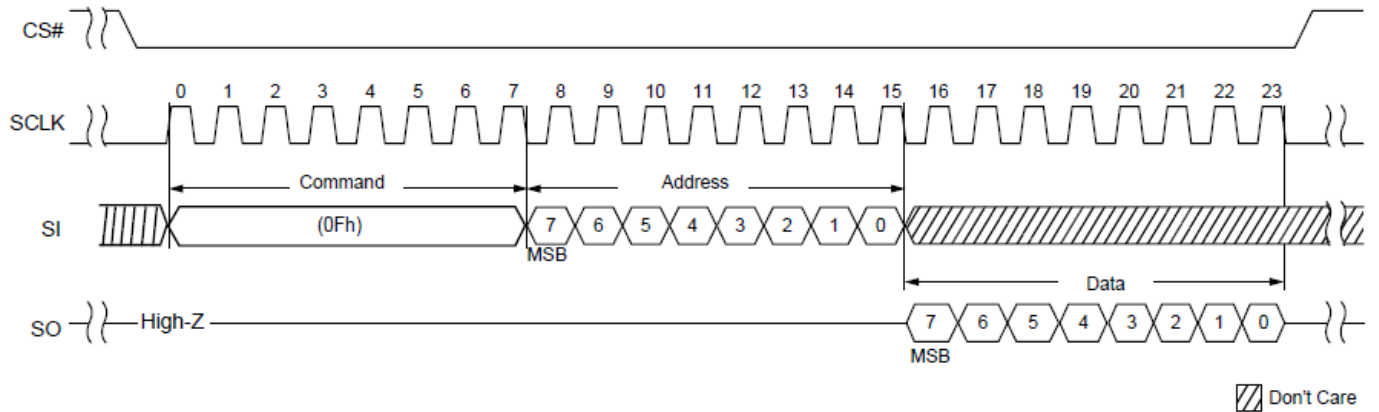 CS#
0 1 2 3 4 5 6 7 8 9 10 11 12 13 14 15 16 17 18 19 20 21 22 23
SCLK
Command Address
SI (0Fh) 7 6 5 4 3 2 1 0
MSB
Data
SO High-Z 7 6 5 4 3 2 1 0
MSB
Don't Care